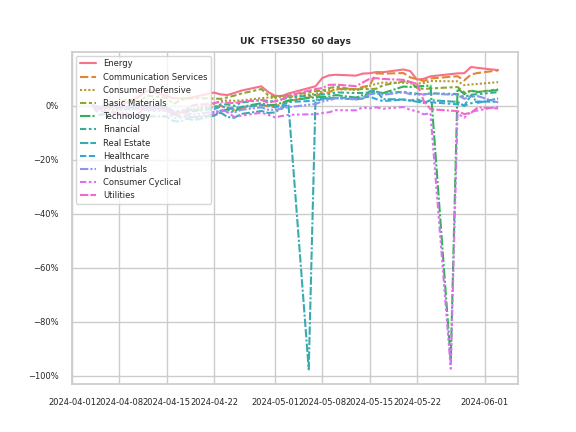 UK  FTSE350  60 days
Energy
Communication Services
Consumer Defensive
Basic Materials
Technology
Financial
Real Estate
Healthcare
Industrials
Consumer Cyclical
Utilities
0%
−20%
−40%
−60%
−80%
−100%
2024-04-01 2024-04-08 2024-04-15 2024-04-22 2024-05-01 2024-05-08 2024-05-15 2024-05-22 2024-06-01